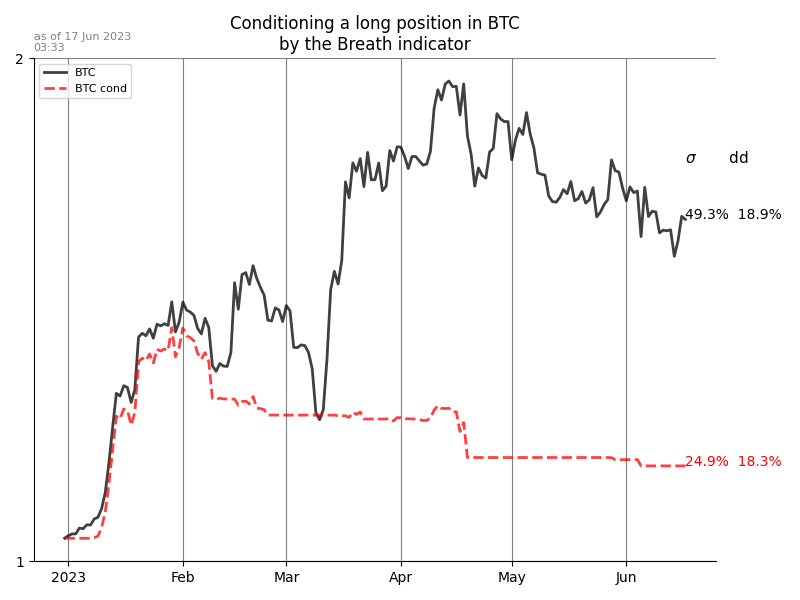 Conditioning a long position in BTC
by the Breath indicator
as of 17 Jun 2023
03:33
2
BTC
BTC cond
σ dd
49.3% 18.9%
24.9% 18.3%
1
2023 Feb Mar Apr May Jun